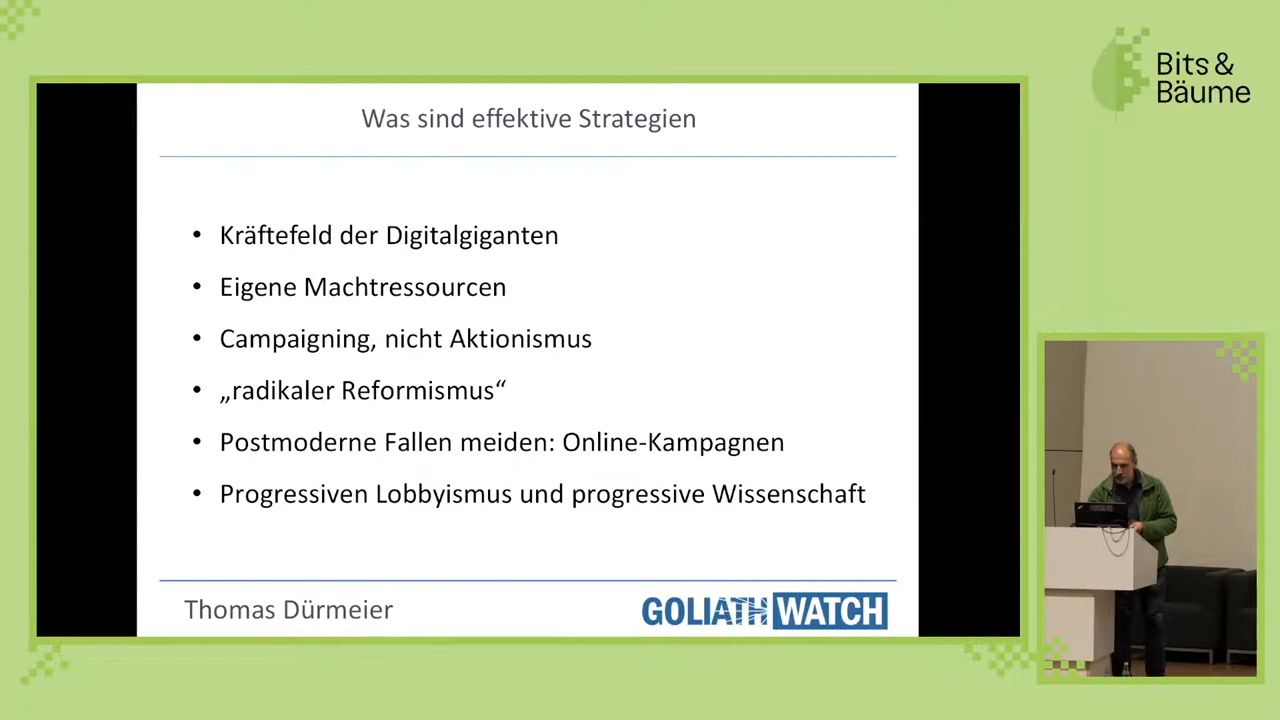 Bits &
Bäume
Was sind effektive Strategien
• Kräftefeld der Digitalgiganten
• Eigene Machtressourcen
• Campaigning, nicht Aktionismus
• „radikaler Reformismus“
• Postmoderne Fallen meiden: Online-Kampagnen
• Progressiven Lobbyismus und progressive Wissenschaft
Thomas Dürmeier
GOLIATH WATCH